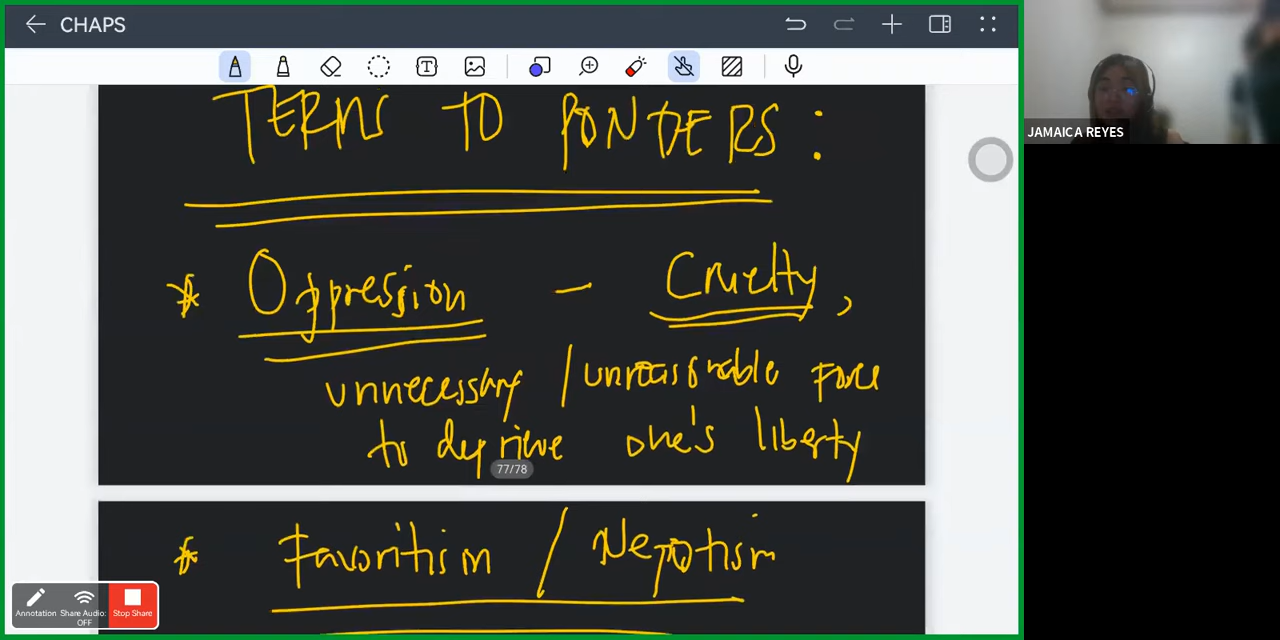 CHAPS
JAMAICA REYES
TERMS TO PONDERS :
* Oppression – Cruelty,
unnecessary / unreasonable force
to deprieve one's liberty
77/78
* Favoritism / Nepotism
Annotation Share Audio: OFF Stop Share